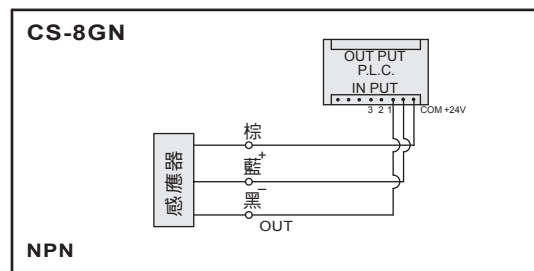 CS-8GN
OUT PUT
P.L.C.
IN PUT
3 2 1 COM +24V
棕
+
藍
−
黑
OUT
感應器
NPN